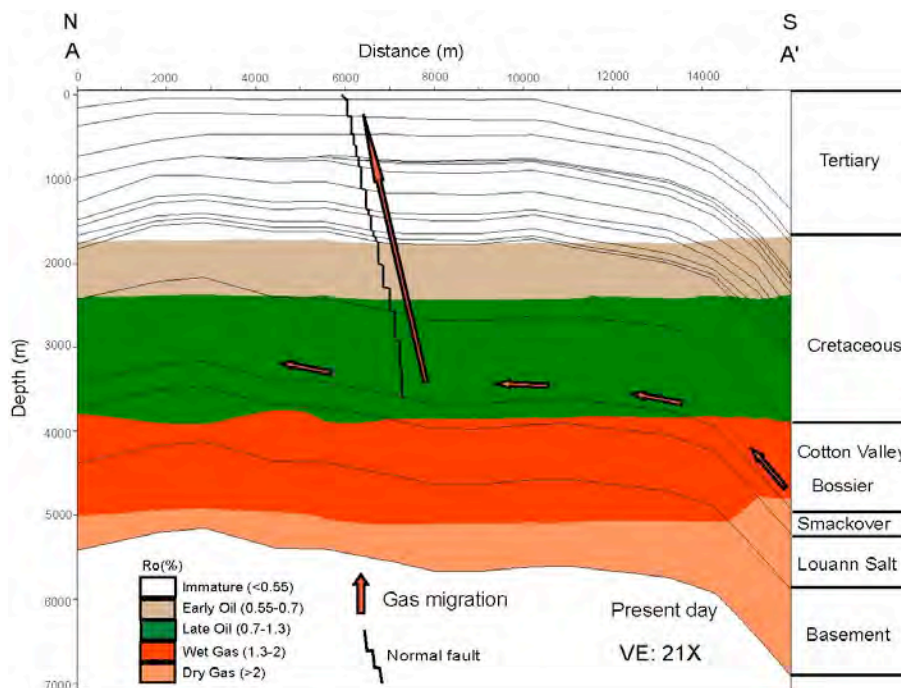 N S
A A'
Distance (m)
0 2000 4000 6000 8000 10000 12000 14000
Depth (m)
0
1000
2000
3000
4000
5000
6000
7000
Tertiary
Cretaceous
Cotton Valley
Bossier
Smackover
Louann Salt
Basement
Ro(%)
Immature (<0.55)
Early Oil (0.55-0.7)
Late Oil (0.7-1.3)
Wet Gas (1.3-2)
Dry Gas (>2)
Gas migration
Normal fault
Present day
VE: 21X